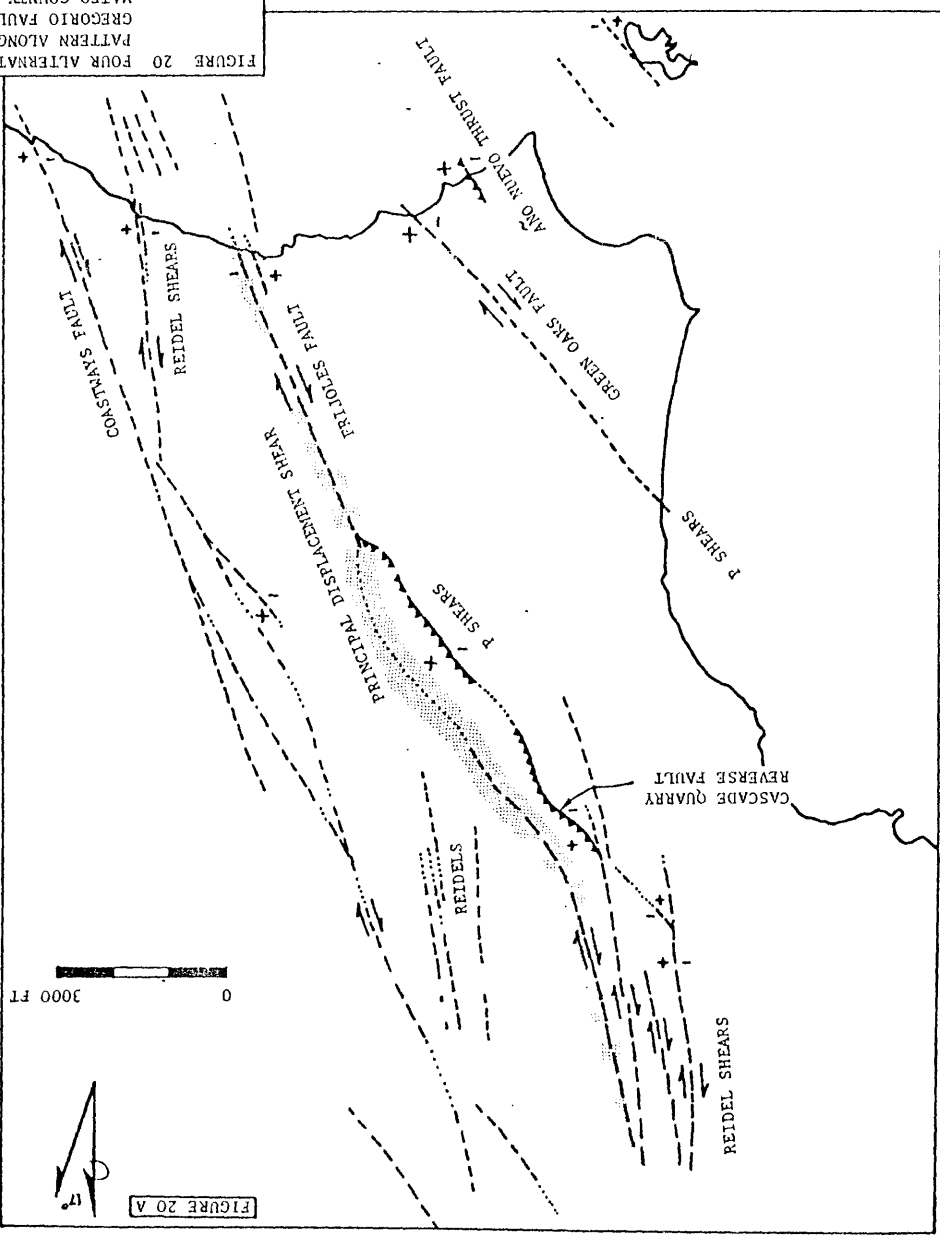 FIGURE 20 A
17°
0 3000 FT
REIDEL SHEARS
CASCADE QUARRY
REVERSE FAULT
REIDELS
P SHEARS
PRINCIPAL DISPLACEMENT SHEAR
P SHEARS
FRIJOLES FAULT
GREEN OAKS FAULT
COASTWAYS FAULT
REIDEL SHEARS
AÑO NUEVO THRUST FAULT
FIGURE 20 FOUR ALTERNAT
PATTERN ALONG
GREGORIO FAUL
MATEO COUNTY